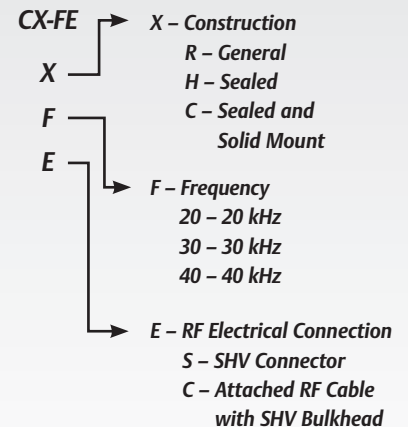 CX-FE
X
F
E
X – Construction
R – General
H – Sealed
C – Sealed and
Solid Mount
F – Frequency
20 – 20 kHz
30 – 30 kHz
40 – 40 kHz
E – RF Electrical Connection
S – SHV Connector
C – Attached RF Cable
with SHV Bulkhead